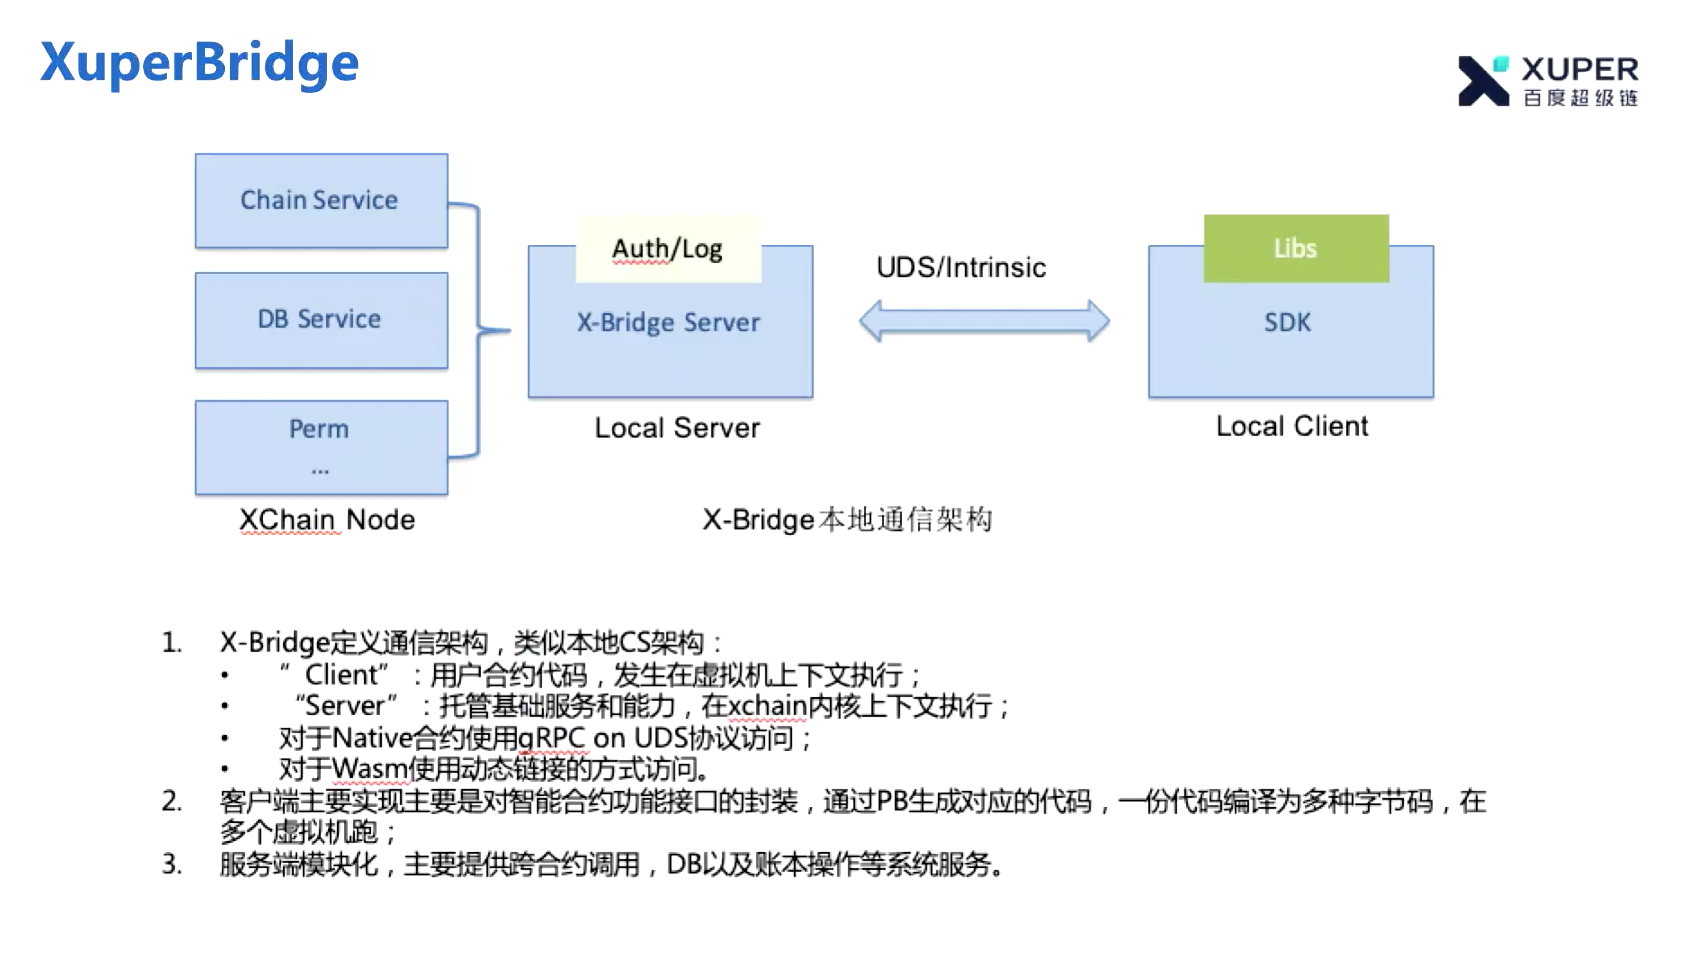 XuperBridge
XUPER
百度超级链
Chain Service
DB Service
Perm
...
XChain Node
Auth/Log
X-Bridge Server
Local Server
UDS/Intrinsic
Libs
SDK
Local Client
X-Bridge本地通信架构
1. X-Bridge定义通信架构，类似本地CS架构：
• ”Client”：用户合约代码，发生在虚拟机上下文执行；
• “Server”：托管基础服务和能力，在xchain内核上下文执行；
• 对于Native合约使用gRPC on UDS协议访问；
• 对于Wasm使用动态链接的方式访问。
2. 客户端主要实现主要是对智能合约功能接口的封装，通过PB生成对应的代码，一份代码编译为多种字节码，在
多个虚拟机跑；
3. 服务端模块化，主要提供跨合约调用，DB以及账本操作等系统服务。